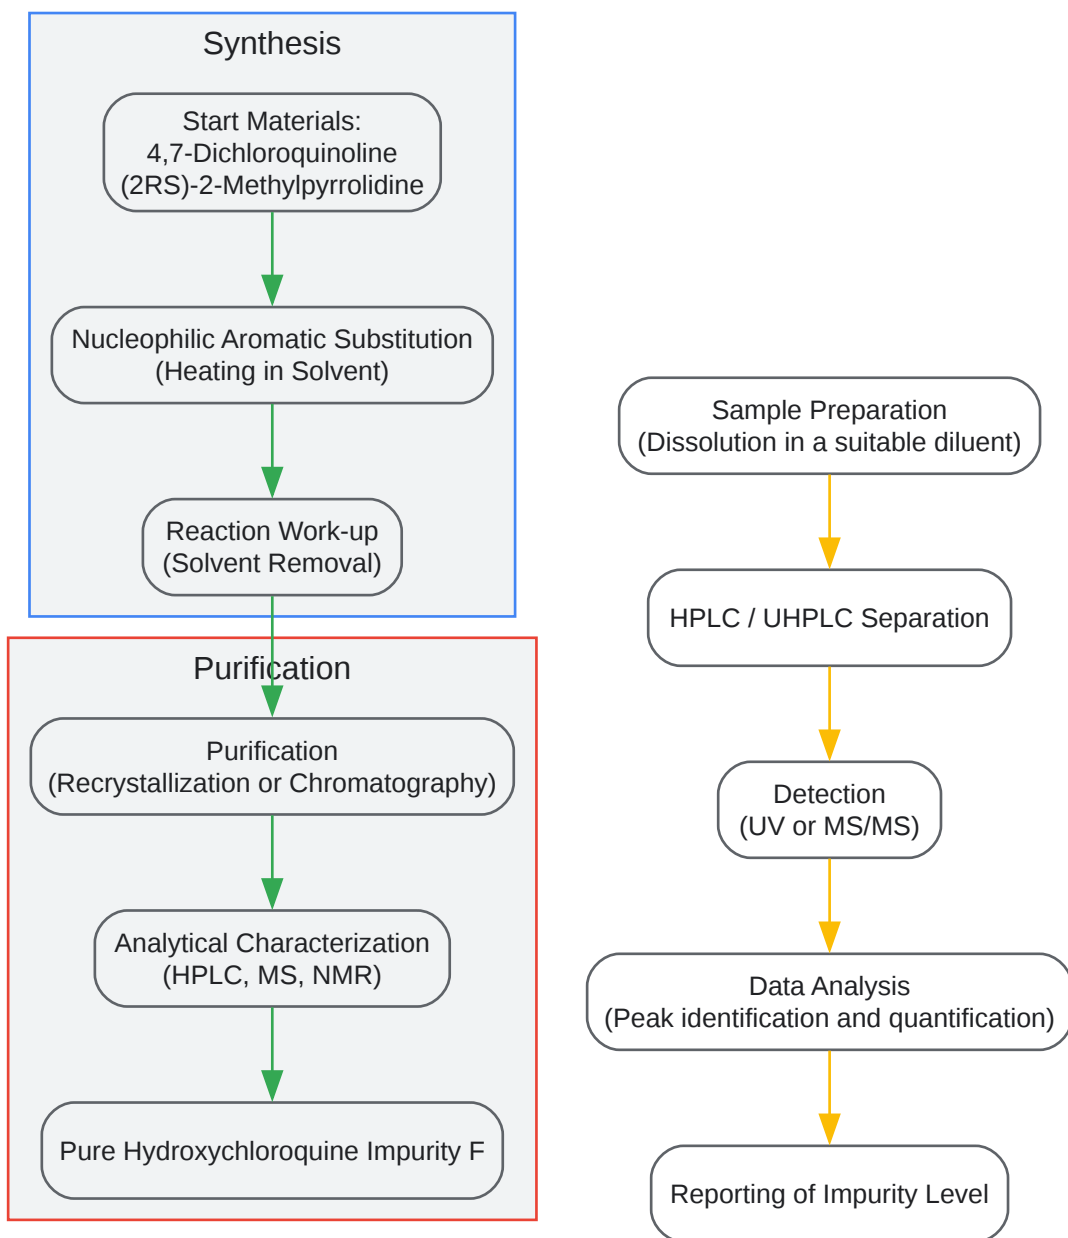 Synthesis
Start Materials:
4,7-Dichloroquinoline
(2RS)-2-Methylpyrrolidine
Nucleophilic Aromatic Substitution
(Heating in Solvent)
Reaction Work-up
(Solvent Removal)
Purification
Purification
(Recrystallization or Chromatography)
Analytical Characterization
(HPLC, MS, NMR)
Pure Hydroxychloroquine Impurity F
Sample Preparation
(Dissolution in a suitable diluent)
HPLC / UHPLC Separation
Detection
(UV or MS/MS)
Data Analysis
(Peak identification and quantification)
Reporting of Impurity Level